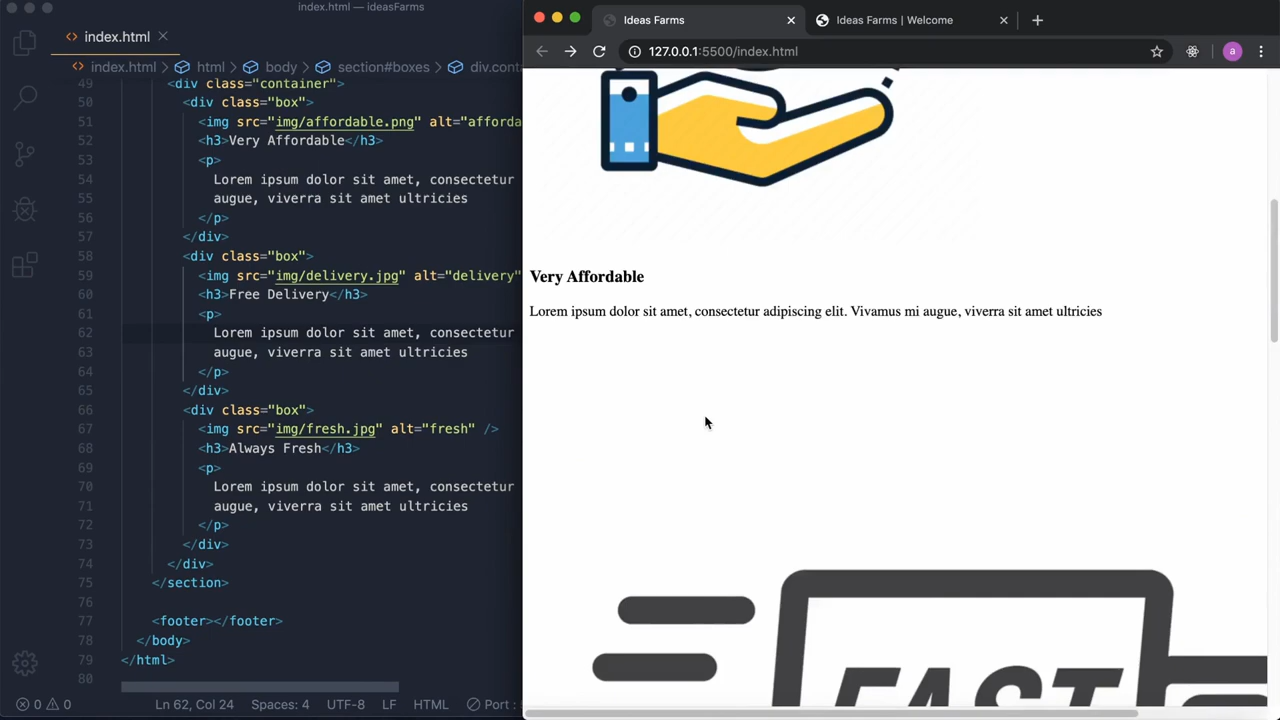 index.html — ideasFarms
index.html
index.html html body section#boxes div.cont
49 <div class="container">
50 <div class="box">
51 <img src="img/affordable.png" alt="afforda
52 <h3>Very Affordable</h3>
53 <p>
54 Lorem ipsum dolor sit amet, consectetur
55 augue, viverra sit amet ultricies
56 </p>
57 </div>
58 <div class="box">
59 <img src="img/delivery.jpg" alt="delivery"
60 <h3>Free Delivery</h3>
61 <p>
62 Lorem ipsum dolor sit amet, consectetur
63 augue, viverra sit amet ultricies
64 </p>
65 </div>
66 <div class="box">
67 <img src="img/fresh.jpg" alt="fresh" />
68 <h3>Always Fresh</h3>
69 <p>
70 Lorem ipsum dolor sit amet, consectetur
71 augue, viverra sit amet ultricies
72 </p>
73 </div>
74 </div>
75 </section>
76
77 <footer></footer>
78 </body>
79 </html>
80
0 0 Ln 62, Col 24 Spaces: 4 UTF-8 LF HTML Port :
Ideas Farms Ideas Farms | Welcome
127.0.0.1:5500/index.html a
Very Affordable
Lorem ipsum dolor sit amet, consectetur adipiscing elit. Vivamus mi augue, viverra sit amet ultricies
FAST